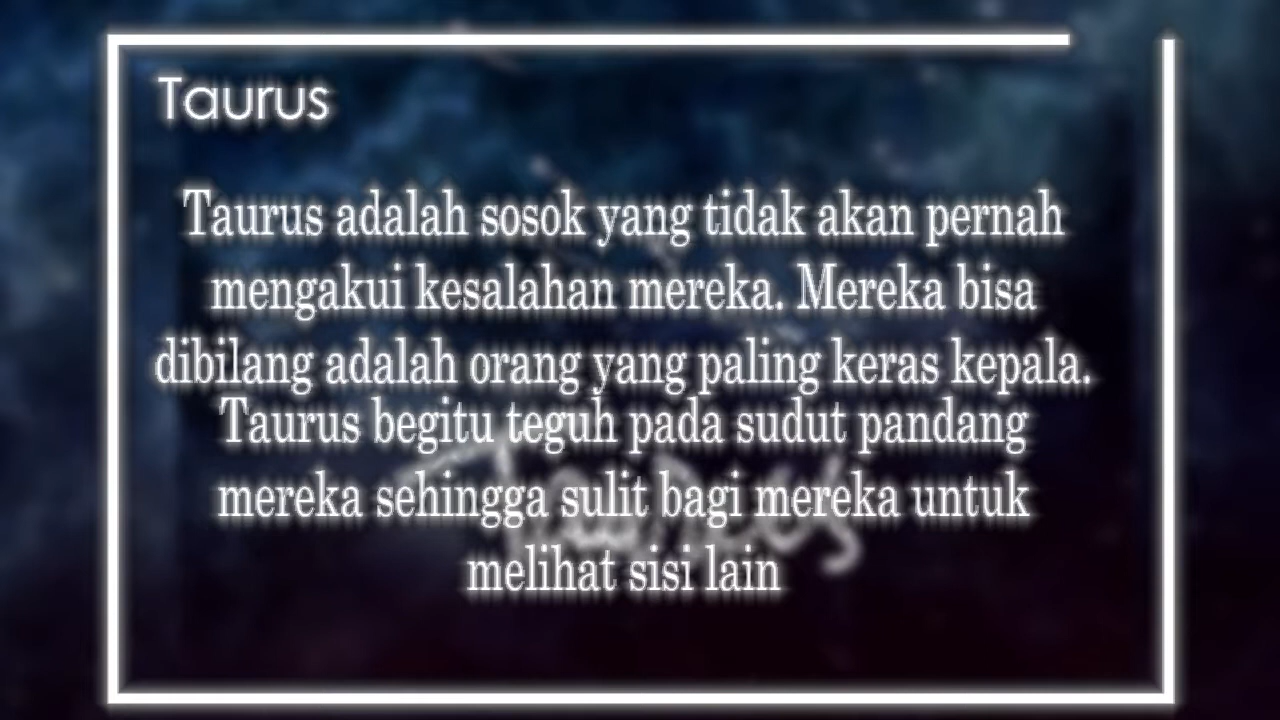 Taurus
Taurus adalah sosok yang tidak akan pernah
mengakui kesalahan mereka. Mereka bisa
dibilang adalah orang yang paling keras kepala.
Taurus begitu teguh pada sudut pandang
mereka sehingga sulit bagi mereka untuk
melihat sisi lain
Taurus